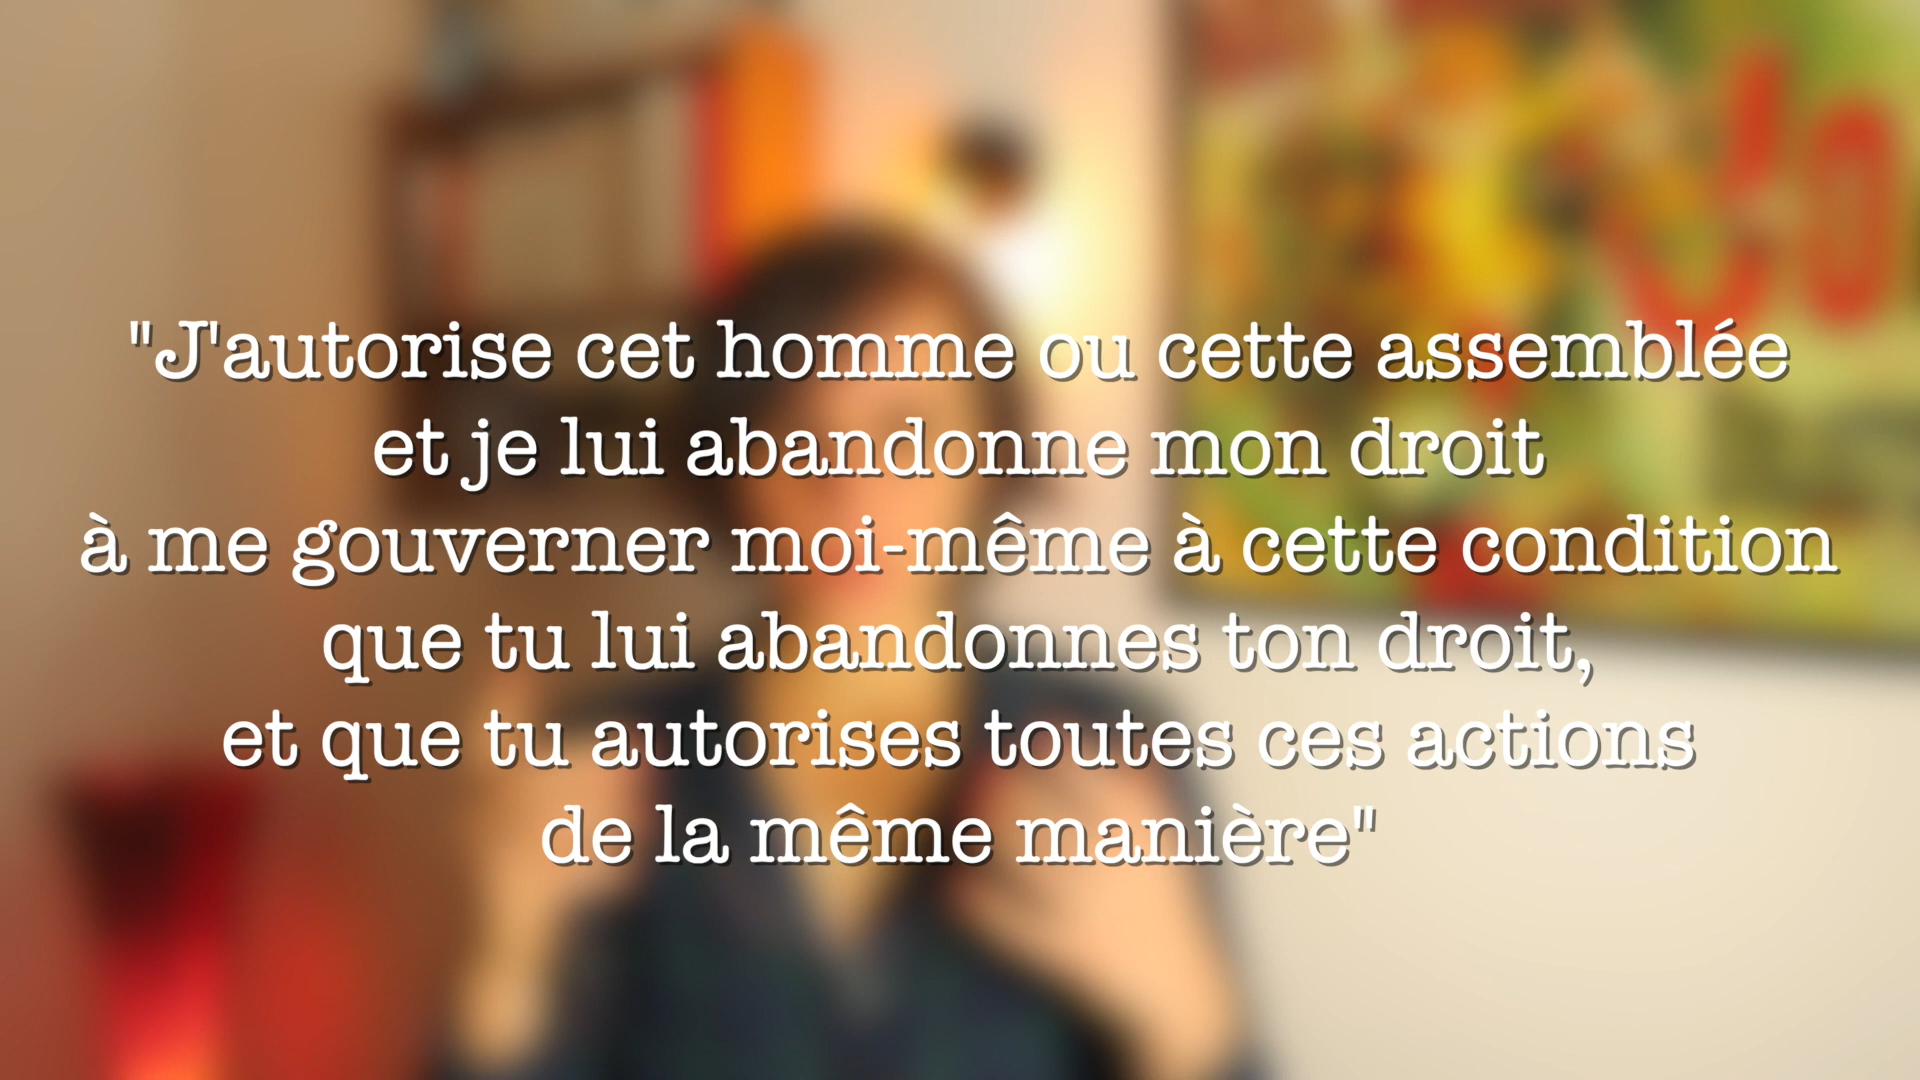 "J'autorise cet homme ou cette assemblée
et je lui abandonne mon droit
à me gouverner moi-même à cette condition
que tu lui abandonnes ton droit,
et que tu autorises toutes ces actions
de la même manière"